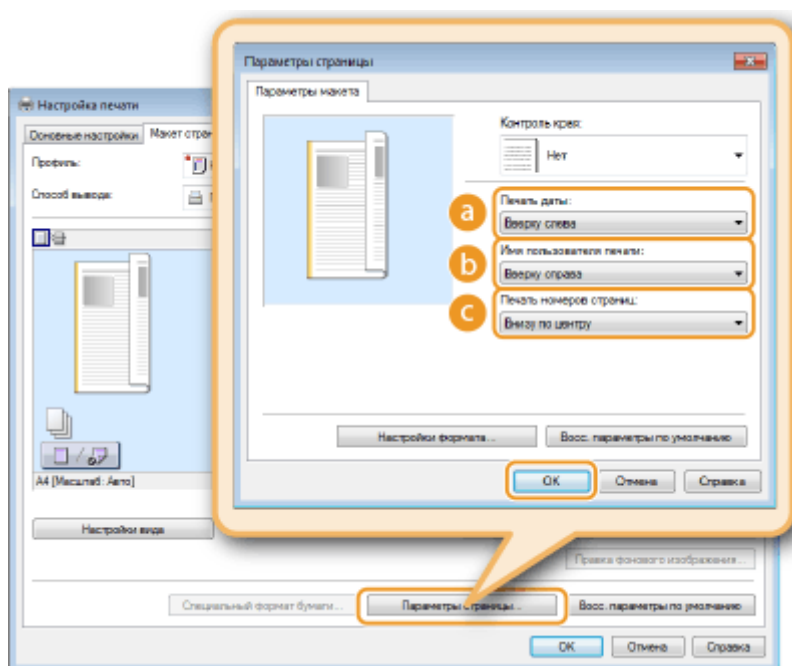 Параметры страницы
Параметры макета
Контроль края:
Нет
a
Печать даты:
Вверху слева
b
Имя пользователя печати:
Вверху справа
c
Печать номеров страниц:
Внизу по центру
Настройки формата...
Восс. параметры по умолчанию
OK
Отмена
Справка
Настройка печати
Основные настройки
Макет стран
Профиль:
Способ вывода:
A4 [Масштаб: Авто]
Настройки вида
Правка фонового изображения...
Специальный формат бумаги...
Параметры страницы...
Восс. параметры по умолчанию
OK
Отмена
Справка